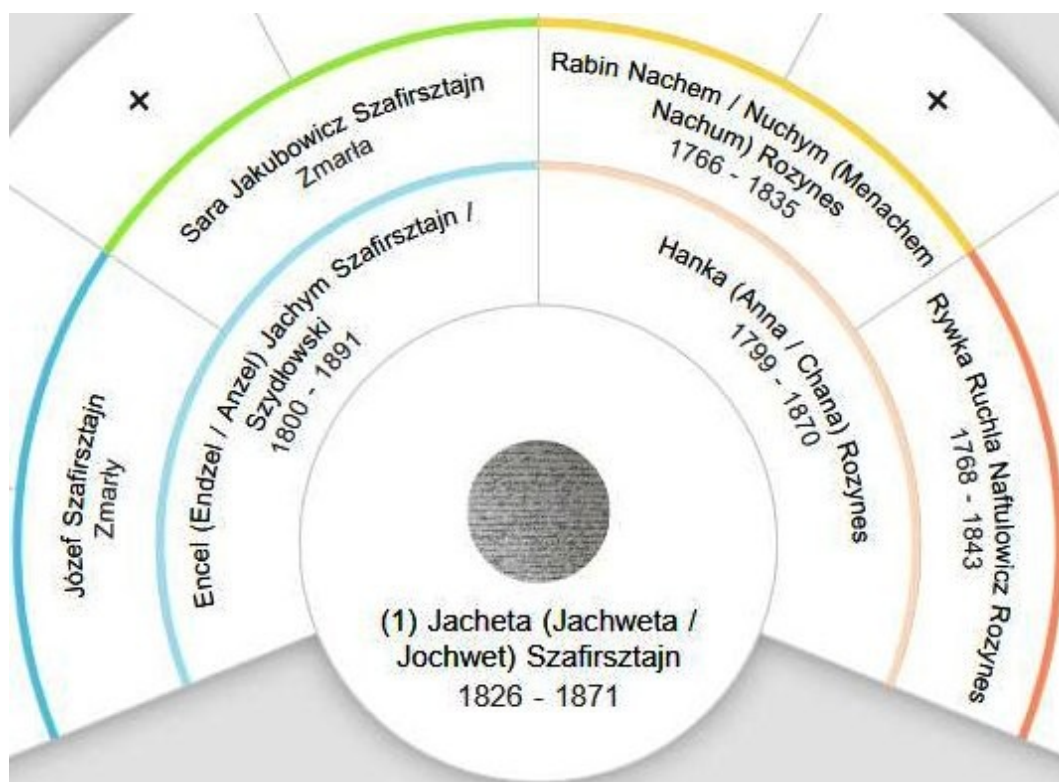 Józef Szafirsztajn
Zmarły
Sara Jakubowicz Szafirsztajn
Zmarła
Rabin Nachem / Nuchym (Menachem
Nachum) Rozynes
1766 - 1835
Rywka Ruchla Naftulowicz Rozynes
1768 - 1843
Encel (Endzel / Anzel) Jachym Szafirsztajn /
Szydłowski
1800 - 1891
Hanka (Anna / Chana) Rozynes
1799 - 1870
(1) Jacheta (Jachweta /
Jochwet) Szafirsztajn
1826 - 1871